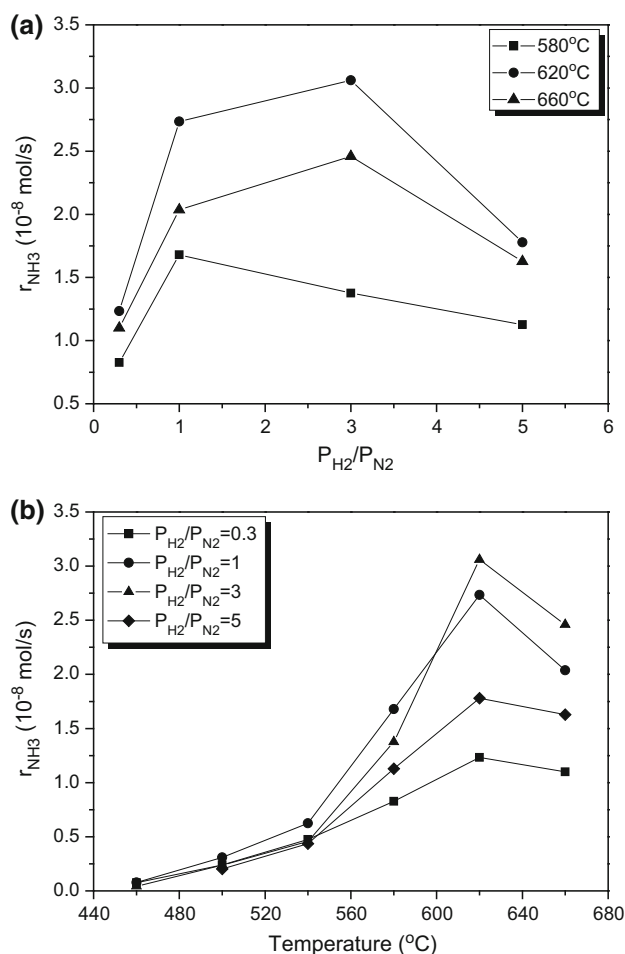 (a)
3.5
3.0
2.5
2.0
1.5
1.0
0.5
r_NH3 (10^-8 mol/s)
580°C
620°C
660°C
0 1 2 3 4 5 6
P_H2/P_N2
(b)
3.5
3.0
2.5
2.0
1.5
1.0
0.5
0.0
r_NH3 (10^-8 mol/s)
P_H2/P_N2=0.3
P_H2/P_N2=1
P_H2/P_N2=3
P_H2/P_N2=5
440 480 520 560 600 640 680
Temperature (°C)